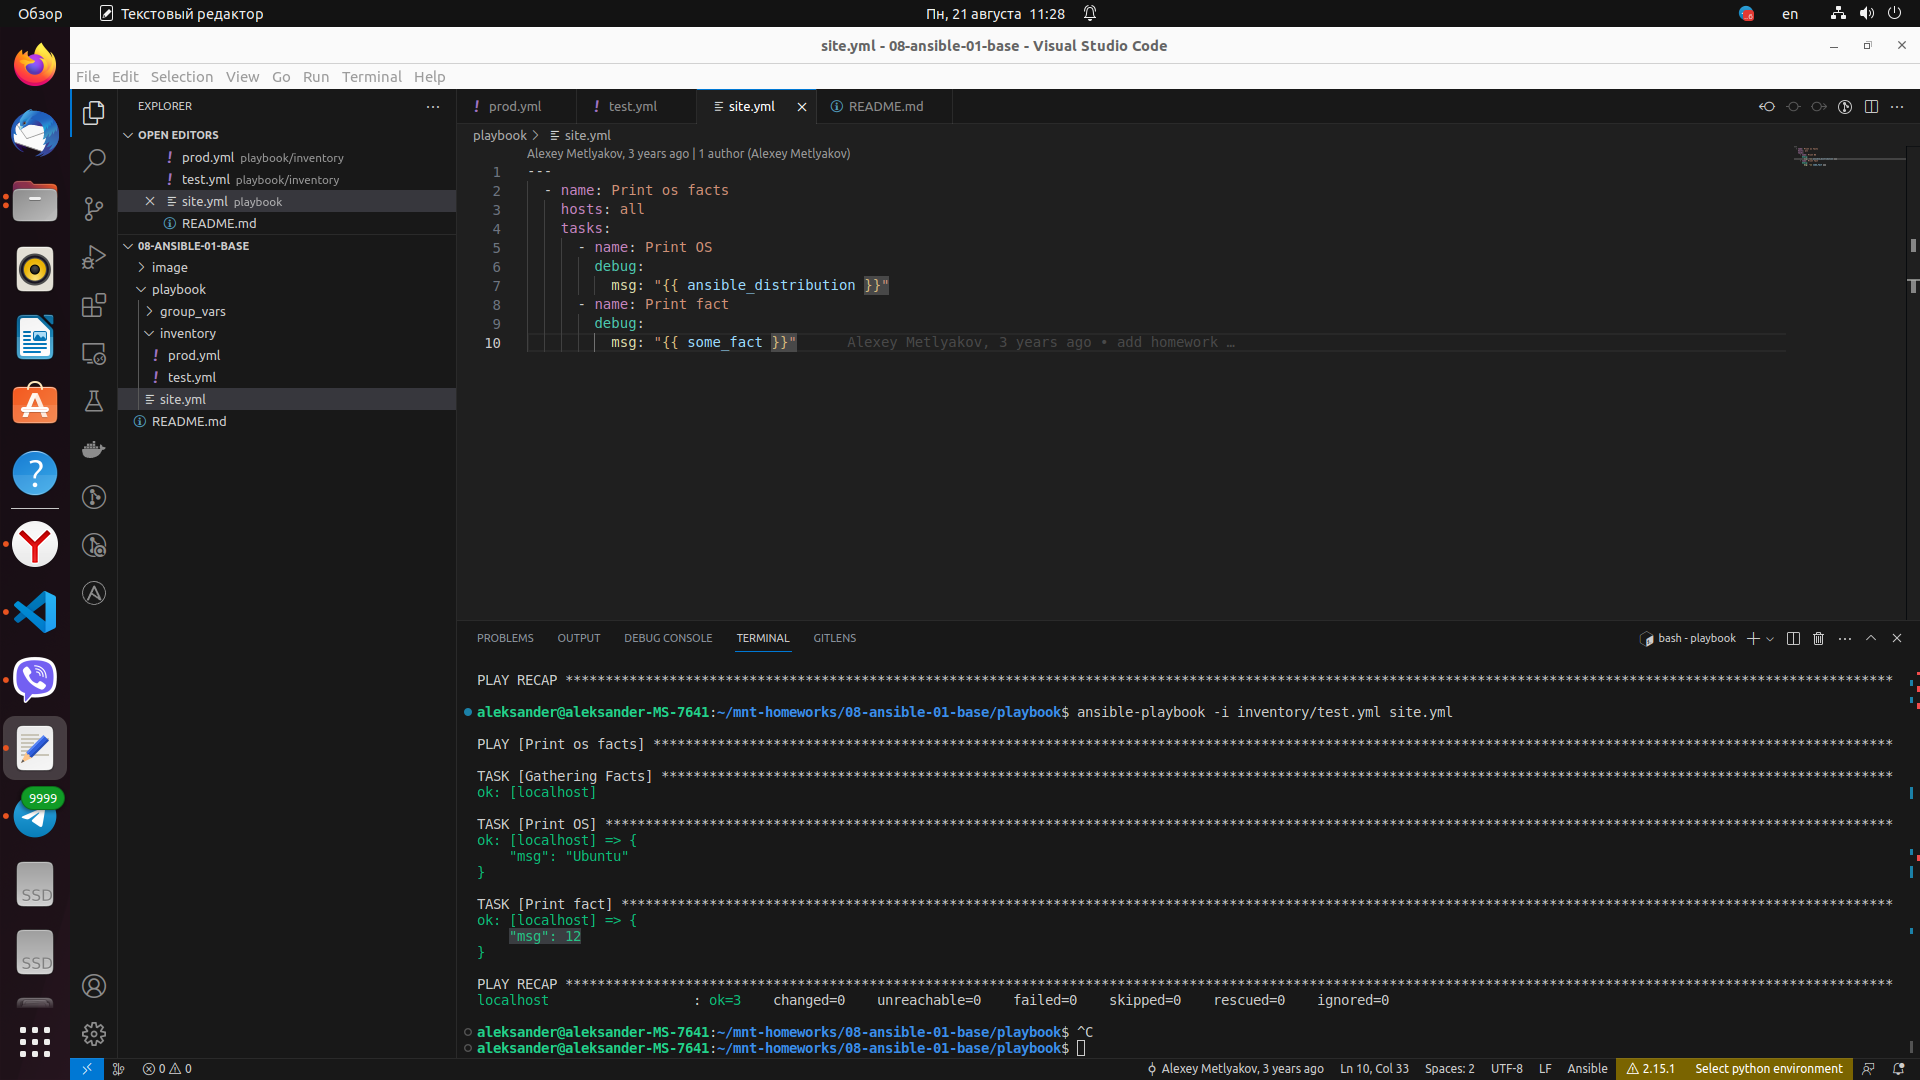 Обзор
Текстовый редактор
Пн, 21 августа 11:28
en
site.yml - 08-ansible-01-base - Visual Studio Code
File Edit Selection View Go Run Terminal Help
EXPLORER
OPEN EDITORS
prod.yml playbook/inventory
test.yml playbook/inventory
site.yml playbook
README.md
08-ANSIBLE-01-BASE
image
playbook
group_vars
inventory
prod.yml
test.yml
site.yml
README.md
9999
SSD
SSD
prod.yml test.yml site.yml README.md
playbook > site.yml
Alexey Metlyakov, 3 years ago | 1 author (Alexey Metlyakov)
1 ---
2 - name: Print os facts
3 hosts: all
4 tasks:
5 - name: Print OS
6 debug:
7 msg: "{{ ansible_distribution }}"
8 - name: Print fact
9 debug:
10 msg: "{{ some_fact }}" Alexey Metlyakov, 3 years ago • add homework …
PROBLEMS OUTPUT DEBUG CONSOLE TERMINAL GITLENS
bash - playbook
PLAY RECAP **********************************************************************************************************************************************************************
aleksander@aleksander-MS-7641:~/mnt-homeworks/08-ansible-01-base/playbook$ ansible-playbook -i inventory/test.yml site.yml
PLAY [Print os facts] ***********************************************************************************************************************************************************
TASK [Gathering Facts] **********************************************************************************************************************************************************
ok: [localhost]
TASK [Print OS] *****************************************************************************************************************************************************************
ok: [localhost] => {
"msg": "Ubuntu"
}
TASK [Print fact] ***************************************************************************************************************************************************************
ok: [localhost] => {
"msg": 12
}
PLAY RECAP **********************************************************************************************************************************************************************
localhost : ok=3 changed=0 unreachable=0 failed=0 skipped=0 rescued=0 ignored=0
aleksander@aleksander-MS-7641:~/mnt-homeworks/08-ansible-01-base/playbook$ ^C
aleksander@aleksander-MS-7641:~/mnt-homeworks/08-ansible-01-base/playbook$
0 0
Alexey Metlyakov, 3 years ago Ln 10, Col 33 Spaces: 2 UTF-8 LF Ansible 2.15.1 Select python environment